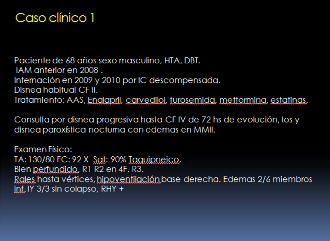 Caso clínico 1
Paciente de 68 años sexo masculino, HTA, DBT.
IAM anterior en 2008 .
Internación en 2009 y 2010 por IC descompensada.
Disnea habitual CF II.
Tratamiento: AAS, Enalapril, carvedilol, furosemida, metformina, estatinas.
Consulta por disnea progresiva hasta CF IV de 72 hs de evolución, tos y
disnea paroxística nocturna con edemas en MMII.
Examen Físico:
TA: 130/80 FC: 92 X Sat: 90% Taquipneico.
Bien perfundido, R1 R2 en 4F. R3.
Rales hasta vértices, hipoventilación base derecha. Edemas 2/6 miembros
inf, IY 3/3 sin colapso, RHY +